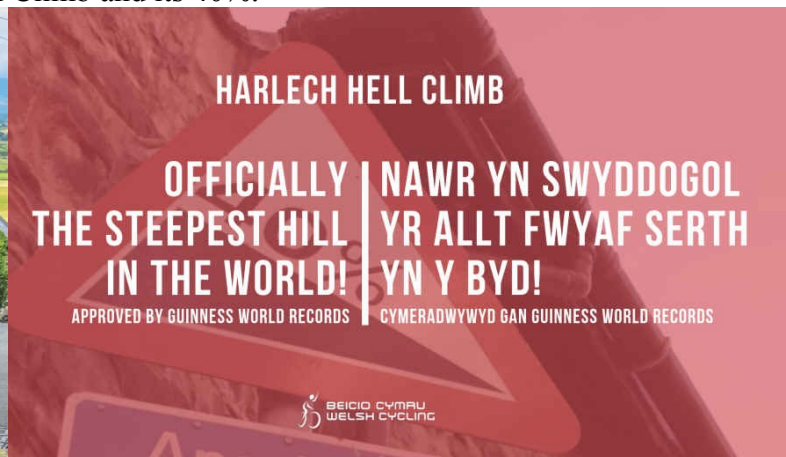 HARLECH HELL CLIMB
OFFICIALLY
THE STEEPEST HILL
IN THE WORLD!
APPROVED BY GUINNESS WORLD RECORDS
NAWR YN SWYDDOGOL
YR ALLT FWYAF SERTH
YN Y BYD!
CYMERADWYWYD GAN GUINNESS WORLD RECORDS
BEICIO CYMRU
WELSH CYCLING